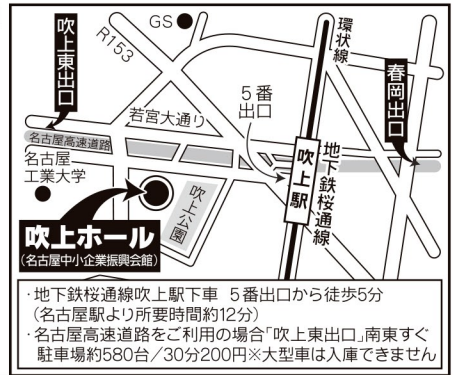 吹上東出口
GS
R153
環状線
春岡出口
若宮大通り
5番
出口
名古屋高速道路
名古屋
工業大学
吹上公園
吹上駅
地下鉄桜通線
吹上ホール
(名古屋中小企業振興会館)
・地下鉄桜通線吹上駅下車 5番出口から徒歩5分
(名古屋駅より所要時間約12分)
・名古屋高速道路をご利用の場合「吹上東出口」南東すぐ
駐車場約580台/30分200円※大型車は入庫できません